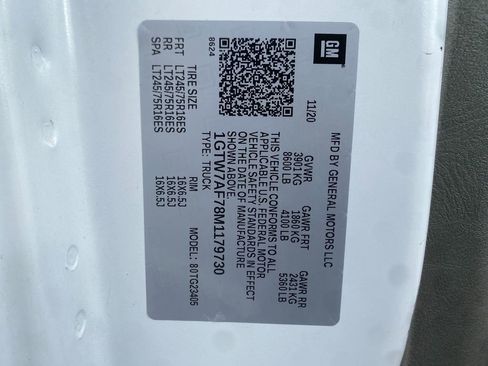 GM
MFD BY GENERAL MOTORS LLC
11/20
GVWR GAWR FRT GAWR RR
3901 KG 1860 KG 2431 KG
8600 LB 4100 LB 5360 LB
THIS VEHICLE CONFORMS TO ALL
APPLICABLE U.S. FEDERAL MOTOR
VEHICLE SAFETY STANDARDS IN EFFECT
ON THE DATE OF MANUFACTURE
SHOWN ABOVE.
1GTW7AF78M1179730
TYPE: TRUCK
8624 MODEL: 80TG23405
TIRE SIZE RIM
FRT LT245/75R16ES 16X6.5J
RR LT245/75R16ES 16X6.5J
SPA LT245/75R16ES 16X6.5J